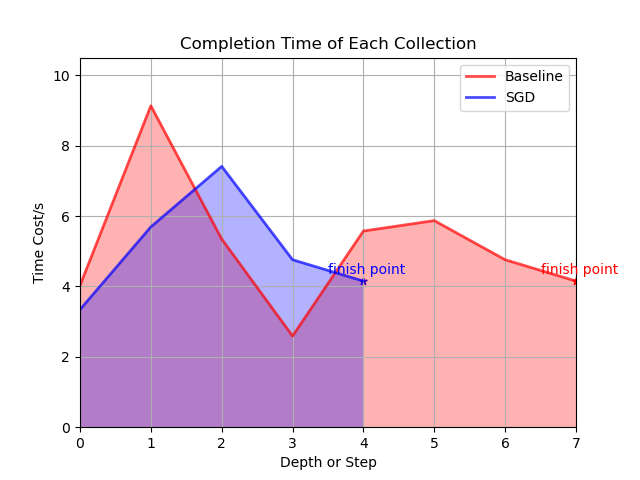 Completion Time of Each Collection
Time Cost/s
10
8
6
4
2
0
Baseline
SGD
finish point
finish point
0 1 2 3 4 5 6 7
Depth or Step